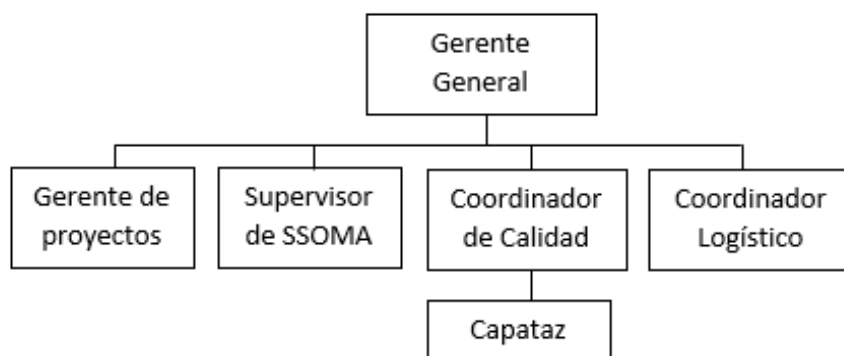 Gerente
General
Gerente de
proyectos
Supervisor
de SSOMA
Coordinador
de Calidad
Coordinador
Logístico
Capataz